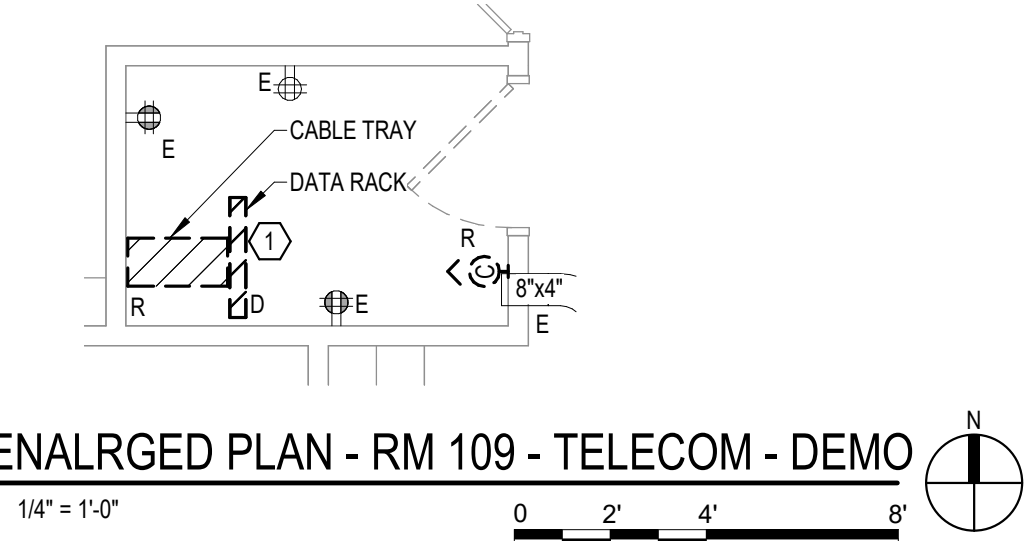 E
E
CABLE TRAY
DATA RACK
1
R
C
8"x4"
R
D
E
E
ENALRGED PLAN - RM 109 - TELECOM - DEMO
N
1/4" = 1'-0"
0 2' 4' 8'